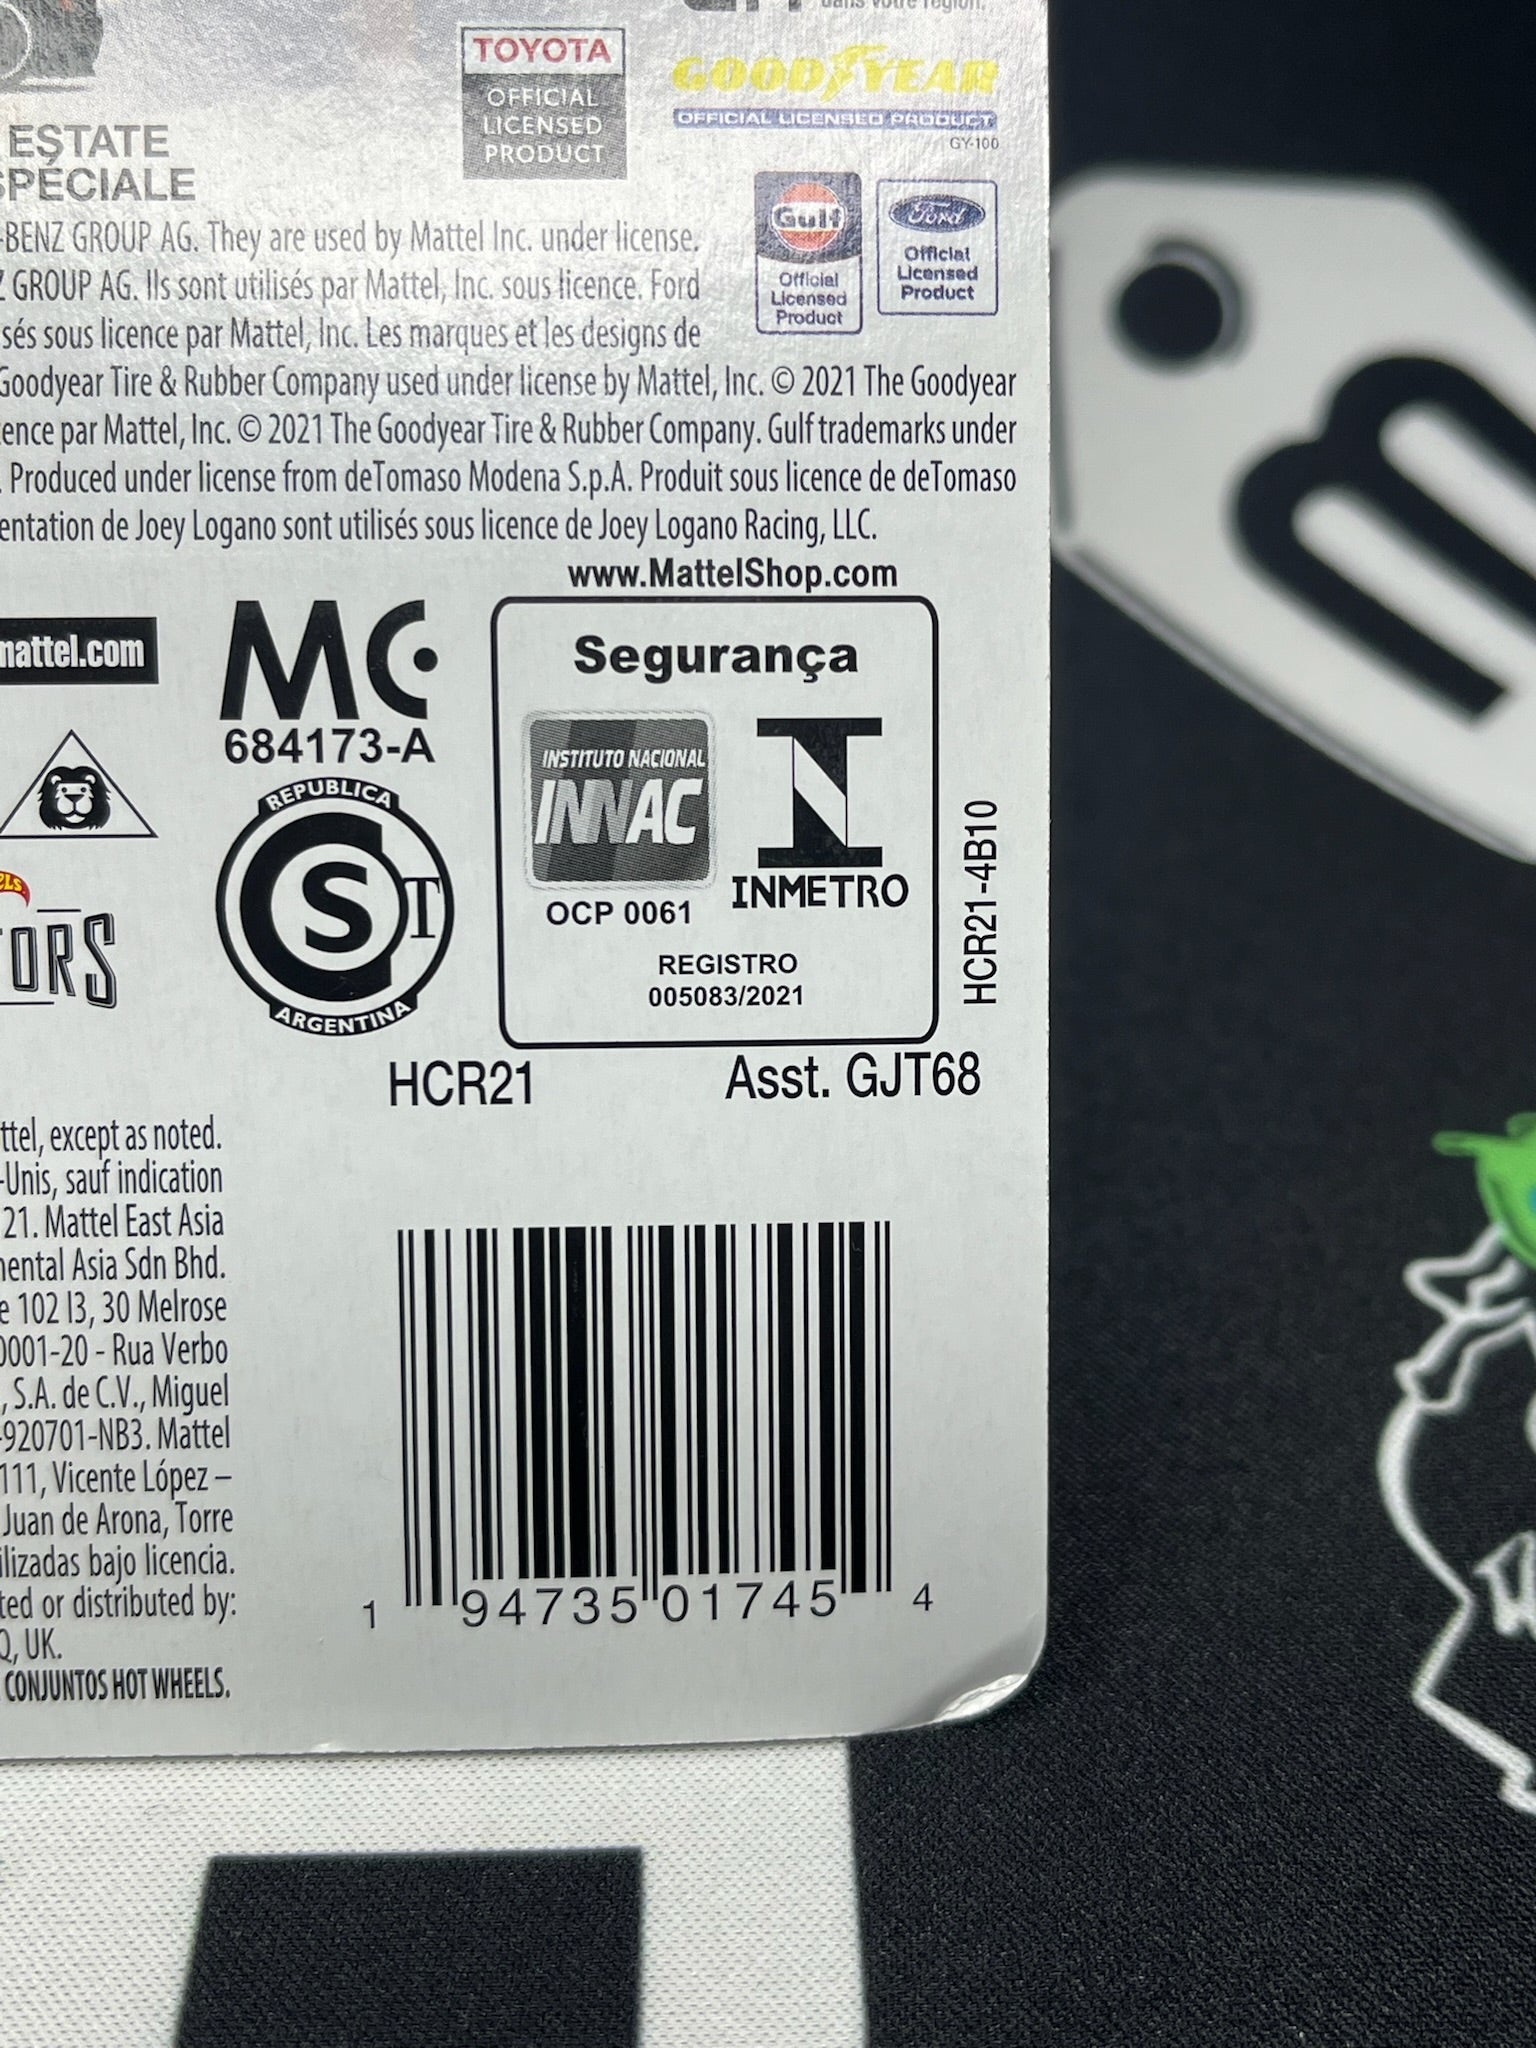 dans votre région.
TOYOTA
OFFICIAL
LICENSED
PRODUCT
GOODYEAR
OFFICIAL LICENSED PRODUCT
GY-100
ESTATE
SPÉCIALE
Gulf
Official
Licensed
Product
Ford
Official
Licensed
Product
-BENZ GROUP AG. They are used by Mattel Inc. under license.
Z GROUP AG. Ils sont utilisés par Mattel, Inc. sous licence. Ford
sés sous licence par Mattel, Inc. Les marques et les designs de
Goodyear Tire & Rubber Company used under license by Mattel, Inc. © 2021 The Goodyear
ence par Mattel, Inc. © 2021 The Goodyear Tire & Rubber Company. Gulf trademarks under
. Produced under license from deTomaso Modena S.p.A. Produit sous licence de deTomaso
entation de Joey Logano sont utilisés sous licence de Joey Logano Racing, LLC.
www.MattelShop.com
mattel.com
MC
684173-A
REPUBLICA
CST
ARGENTINA
Segurança
INSTITUTO NACIONAL
INNAC
OCP 0061
INMETRO
REGISTRO
005083/2021
HCR21-4B10
ELS
TORS
HCR21
Asst. GJT68
ttel, except as noted.
-Unis, sauf indication
21. Mattel East Asia
nental Asia Sdn Bhd.
e 102 I3, 30 Melrose
0001-20 - Rua Verbo
, S.A. de C.V., Miguel
-920701-NB3. Mattel
111, Vicente López –
Juan de Arona, Torre
ilizadas bajo licencia.
ted or distributed by:
Q, UK.
CONJUNTOS HOT WHEELS.
1 94735 01745 4